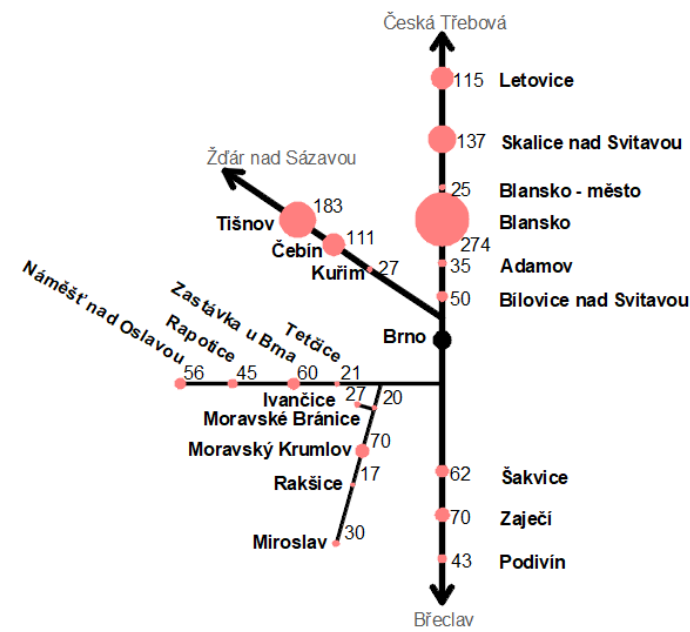 Česká Třebová
115 Letovice
137 Skalice nad Svitavou
Žďár nad Sázavou
25 Blansko - město
183
Tišnov
Blansko
111
Čebín
274
27
Kuřim
35 Adamov
50 Bílovice nad Svitavou
Brno
Náměšť nad Oslavou
Rapotice
Zastávka u Brna
Tetčice
56
45
60
21
Ivančice
27
20
Moravské Bránice
70
Moravský Krumlov
17
Rakšice
30
Miroslav
62 Šakvice
70 Zaječí
43 Podivín
Břeclav